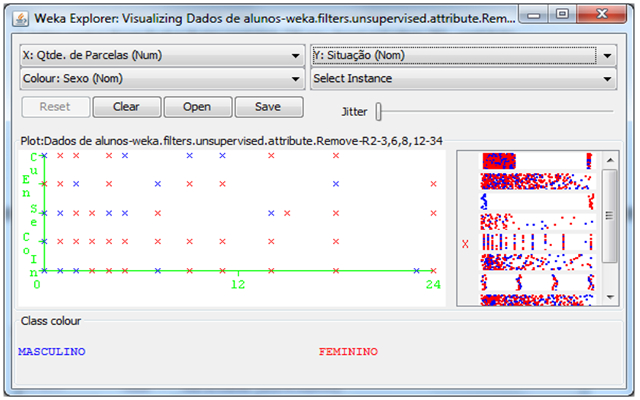 Weka Explorer: Visualizing Dados de alunos-weka.filters.unsupervised.attribute.Rem...
X: Qtde. de Parcelas (Num)
Y: Situação (Nom)
Colour: Sexo (Nom)
Select Instance
Reset
Clear
Open
Save
Jitter
Plot:Dados de alunos-weka.filters.unsupervised.attribute.Remove-R2-3,6,8,12-34
Cu
En
Se
Co
In
0
12
24
X
Class colour
MASCULINO
FEMININO